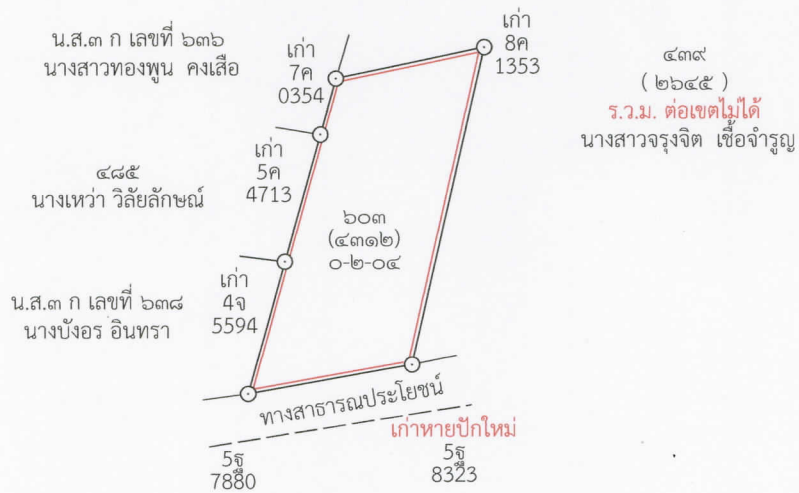 น.ส.๓ ก เลขที่ ๖๓๖
นางสาวทองพูน คงเสือ
เก่า
7ค
0354
เก่า
8ค
1353
๔๓๙
( ๒๖๔๕ )
ร.ว.ม. ต่อเขตไม่ได้
นางสาวจรุงจิต เชื้อจำรูญ
๔๘๕
นางเหว่า วิลัยลักษณ์
เก่า
5ค
4713
๖๐๓
(๔๓๑๒)
๐-๒-๐๔
น.ส.๓ ก เลขที่ ๖๓๘
นางบังอร อินทรา
เก่า
4จ
5594
ทางสาธารณประโยชน์
เก่าหายปักใหม่
5ฐ
7880
5ฐ
8323